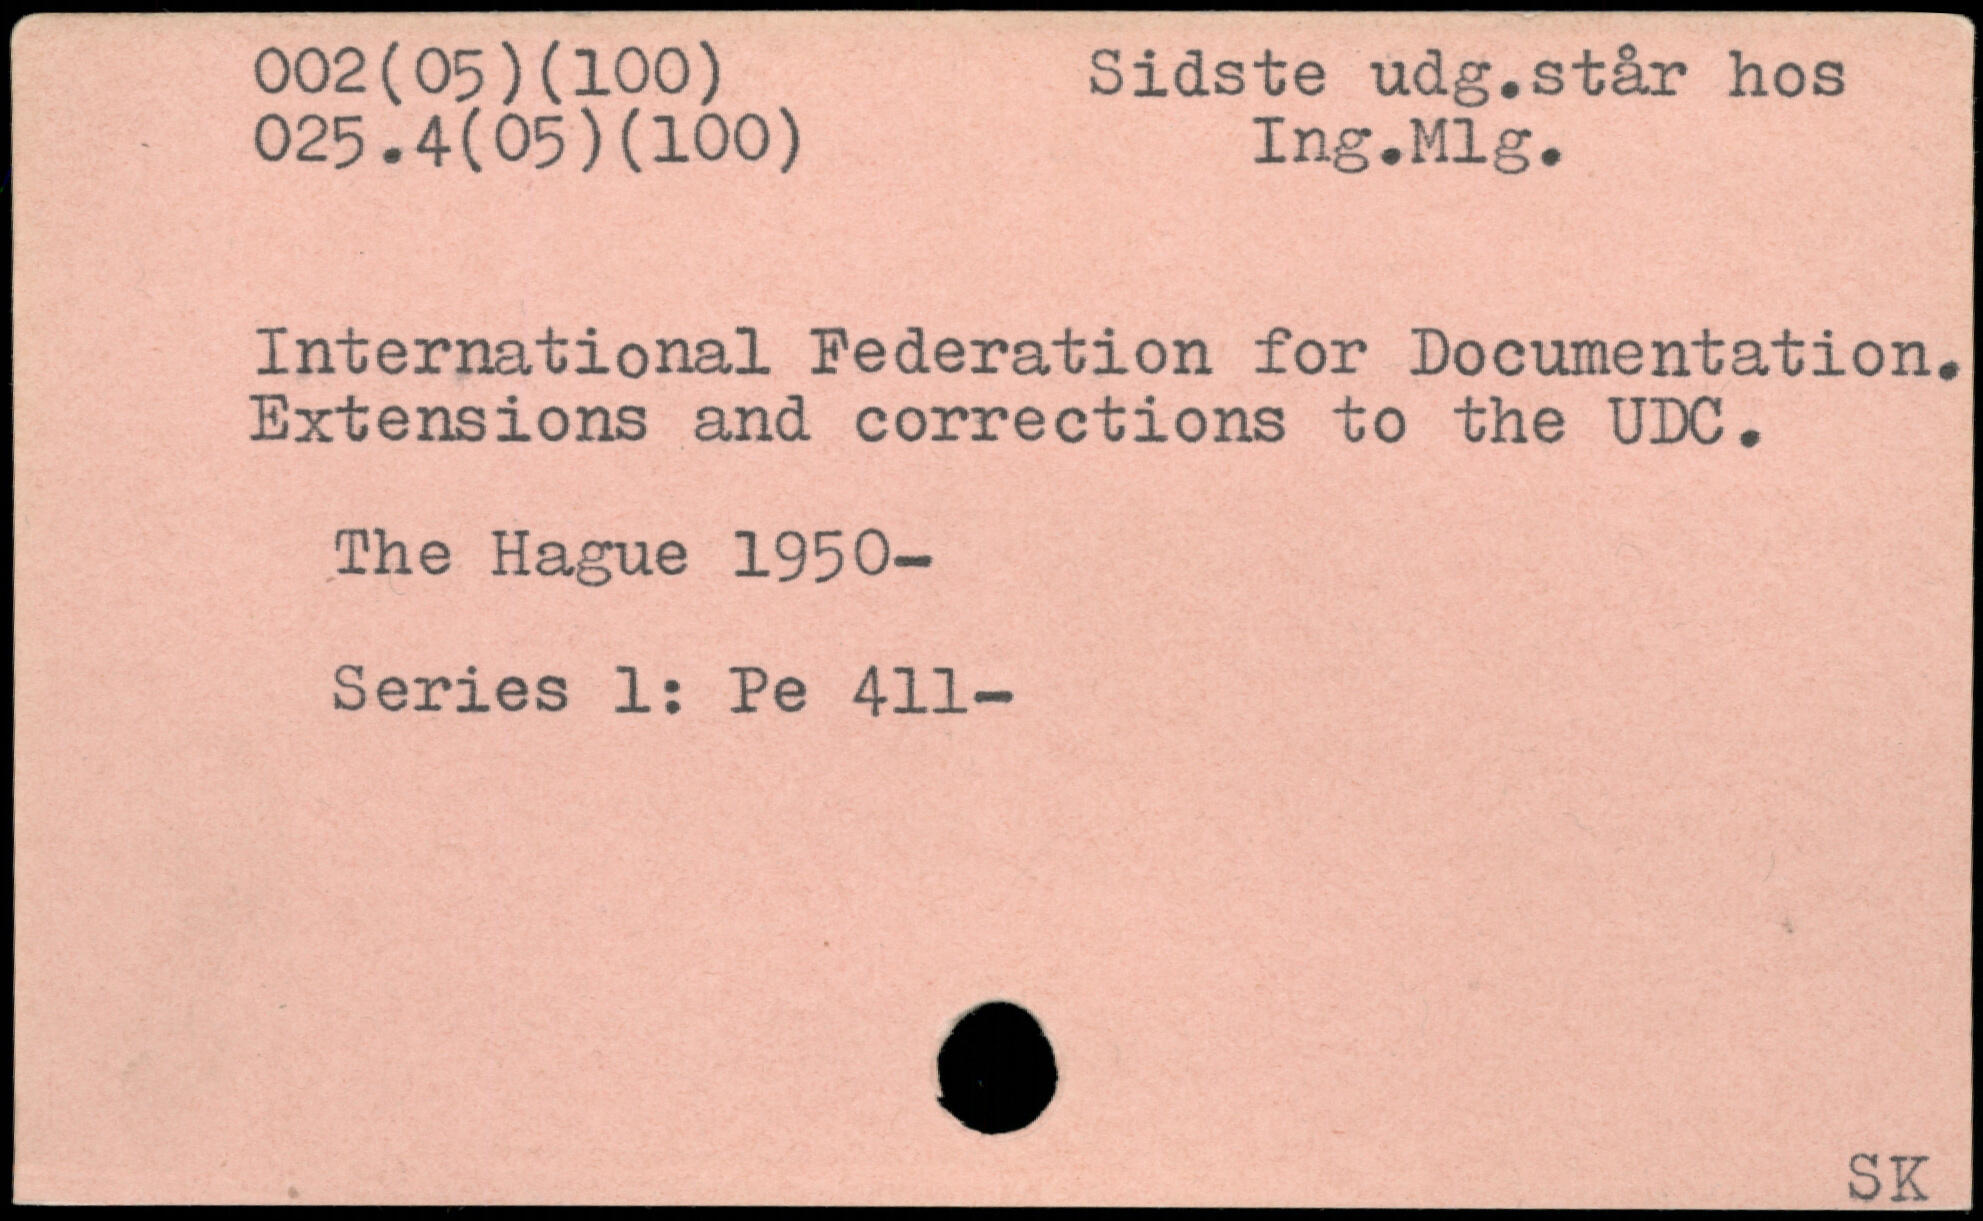 002(05)(100) Sidste udg.står hos
025.4(05)(100) Ing.Mlg.
International Federation for Documentation.
Extensions and corrections to the UDC.
The Hague 1950-
Series 1: Pe 411-
SK